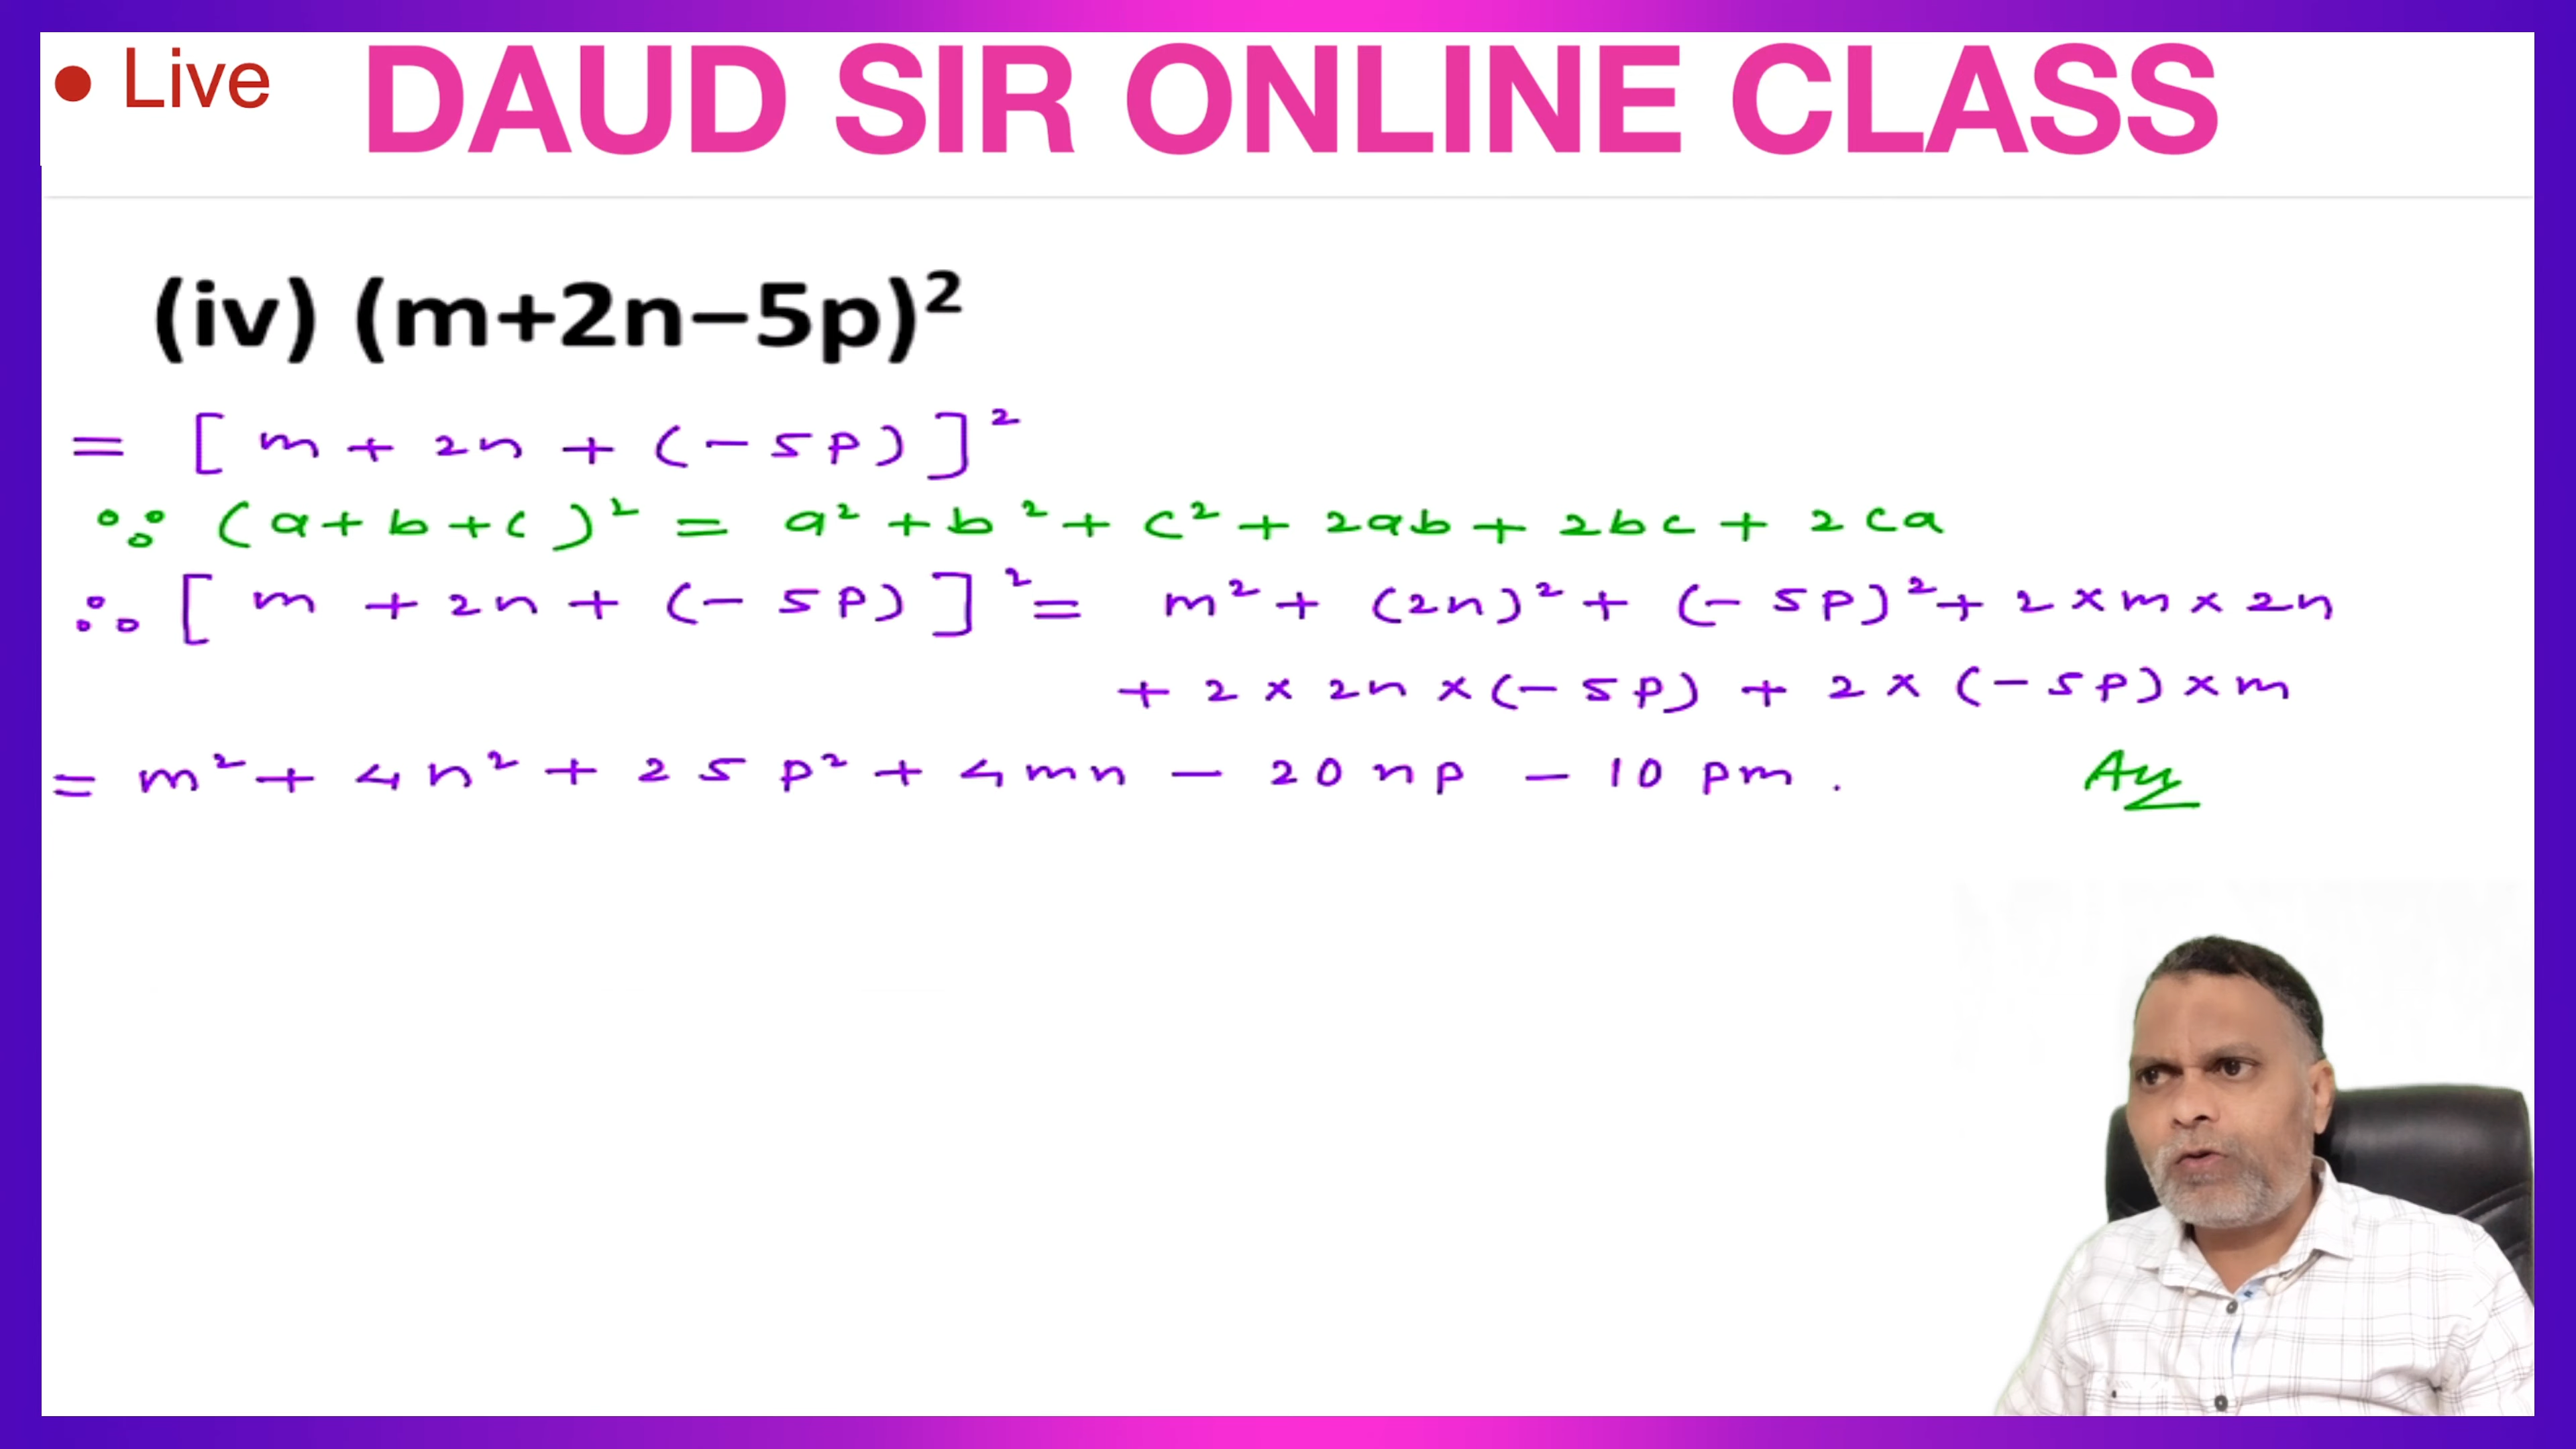 • Live DAUD SIR ONLINE CLASS
(iv) (m+2n−5p)²
= [ m + 2n + (− 5p) ]²
∵ (a + b + c )² = a² + b² + c² + 2ab + 2bc + 2ca
∴ [ m + 2n + (− 5p) ]² = m² + (2n)² + (− 5p)² + 2 × m × 2n
+ 2 × 2n × (− 5p) + 2 × (− 5p) × m
= m² + 4n² + 25p² + 4mn − 20np − 10pm . Ans